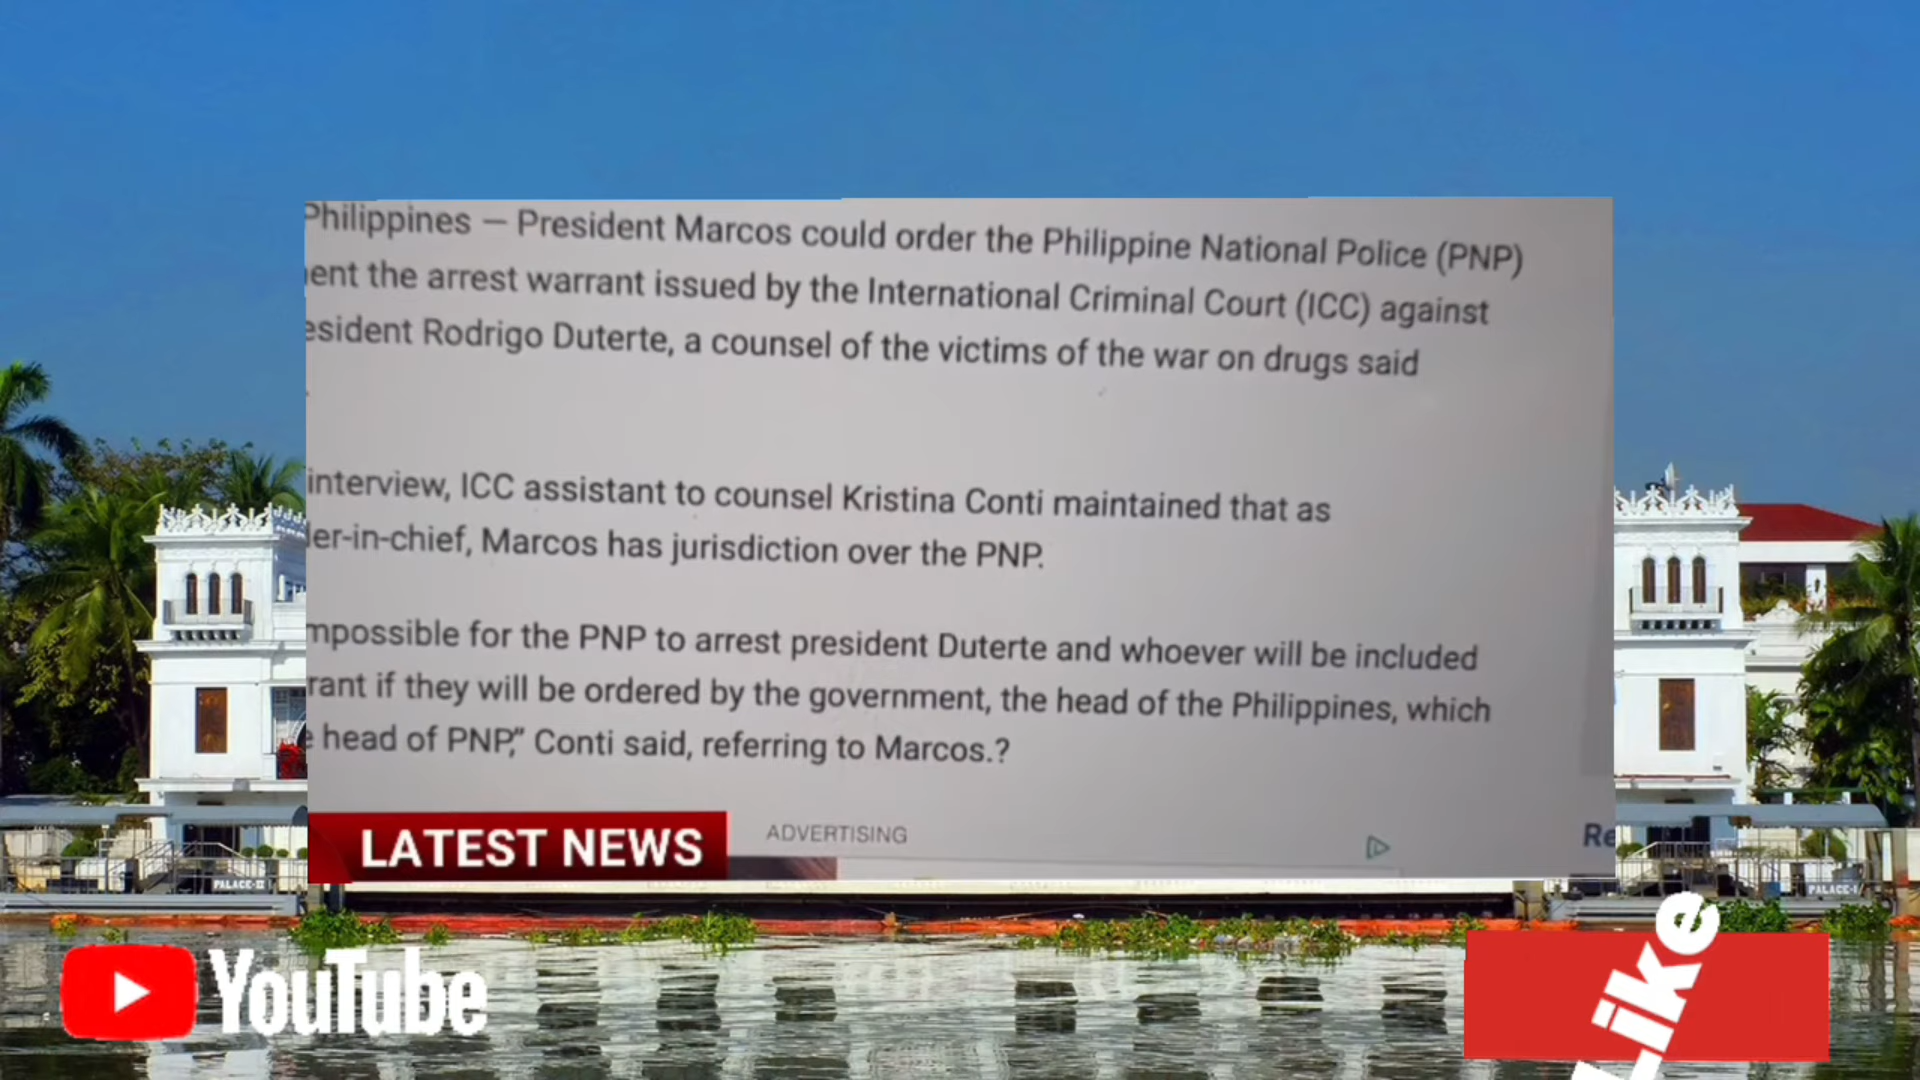 Philippines — President Marcos could order the Philippine National Police (PNP)
ent the arrest warrant issued by the International Criminal Court (ICC) against
esident Rodrigo Duterte, a counsel of the victims of the war on drugs said
interview, ICC assistant to counsel Kristina Conti maintained that as
er-in-chief, Marcos has jurisdiction over the PNP.
mpossible for the PNP to arrest president Duterte and whoever will be included
rant if they will be ordered by the government, the head of the Philippines, which
e head of PNP," Conti said, referring to Marcos.?
LATEST NEWS
ADVERTISING
Re
PALACE-II
PALACE-I
YouTube
Like